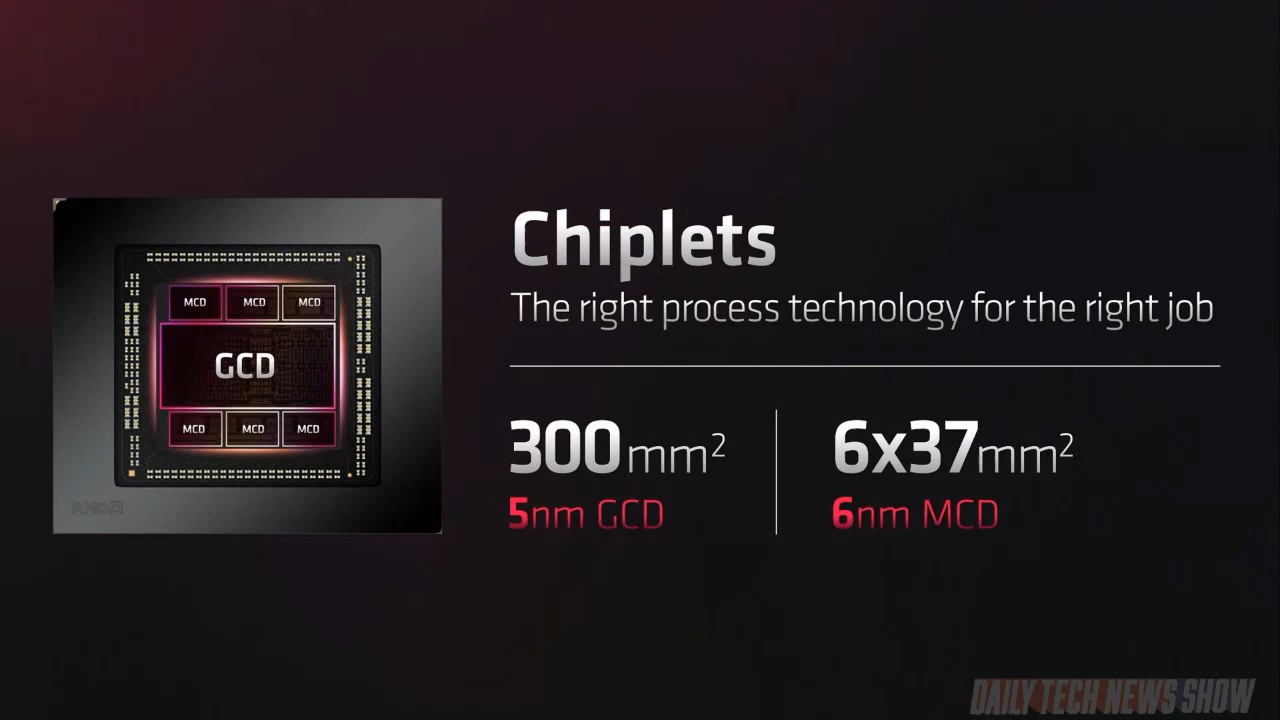 Chiplets
The right process technology for the right job
MCD MCD MCD
GCD
MCD MCD MCD
300mm²
5nm GCD
6x37mm²
6nm MCD
AMD
DAILY TECH NEWS SHOW